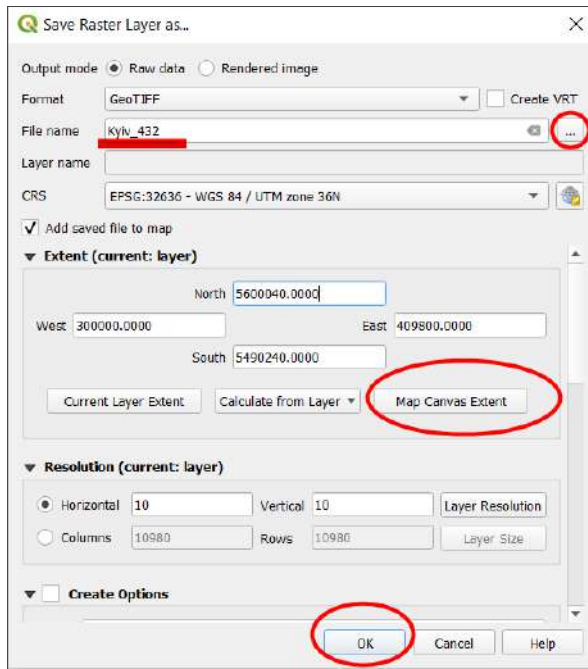 Save Raster Layer as...
Output mode Raw data Rendered image
Format GeoTIFF Create VRT
File name Kyiv_432 ...
Layer name
CRS EPSG:32636 - WGS 84 / UTM zone 36N
Add saved file to map
Extent (current: layer)
North 5600040.0000
West 300000.0000 East 409800.0000
South 5490240.0000
Current Layer Extent Calculate from Layer Map Canvas Extent
Resolution (current: layer)
Horizontal 10 Vertical 10 Layer Resolution
Columns 10980 Rows 10980 Layer Size
Create Options
OK Cancel Help